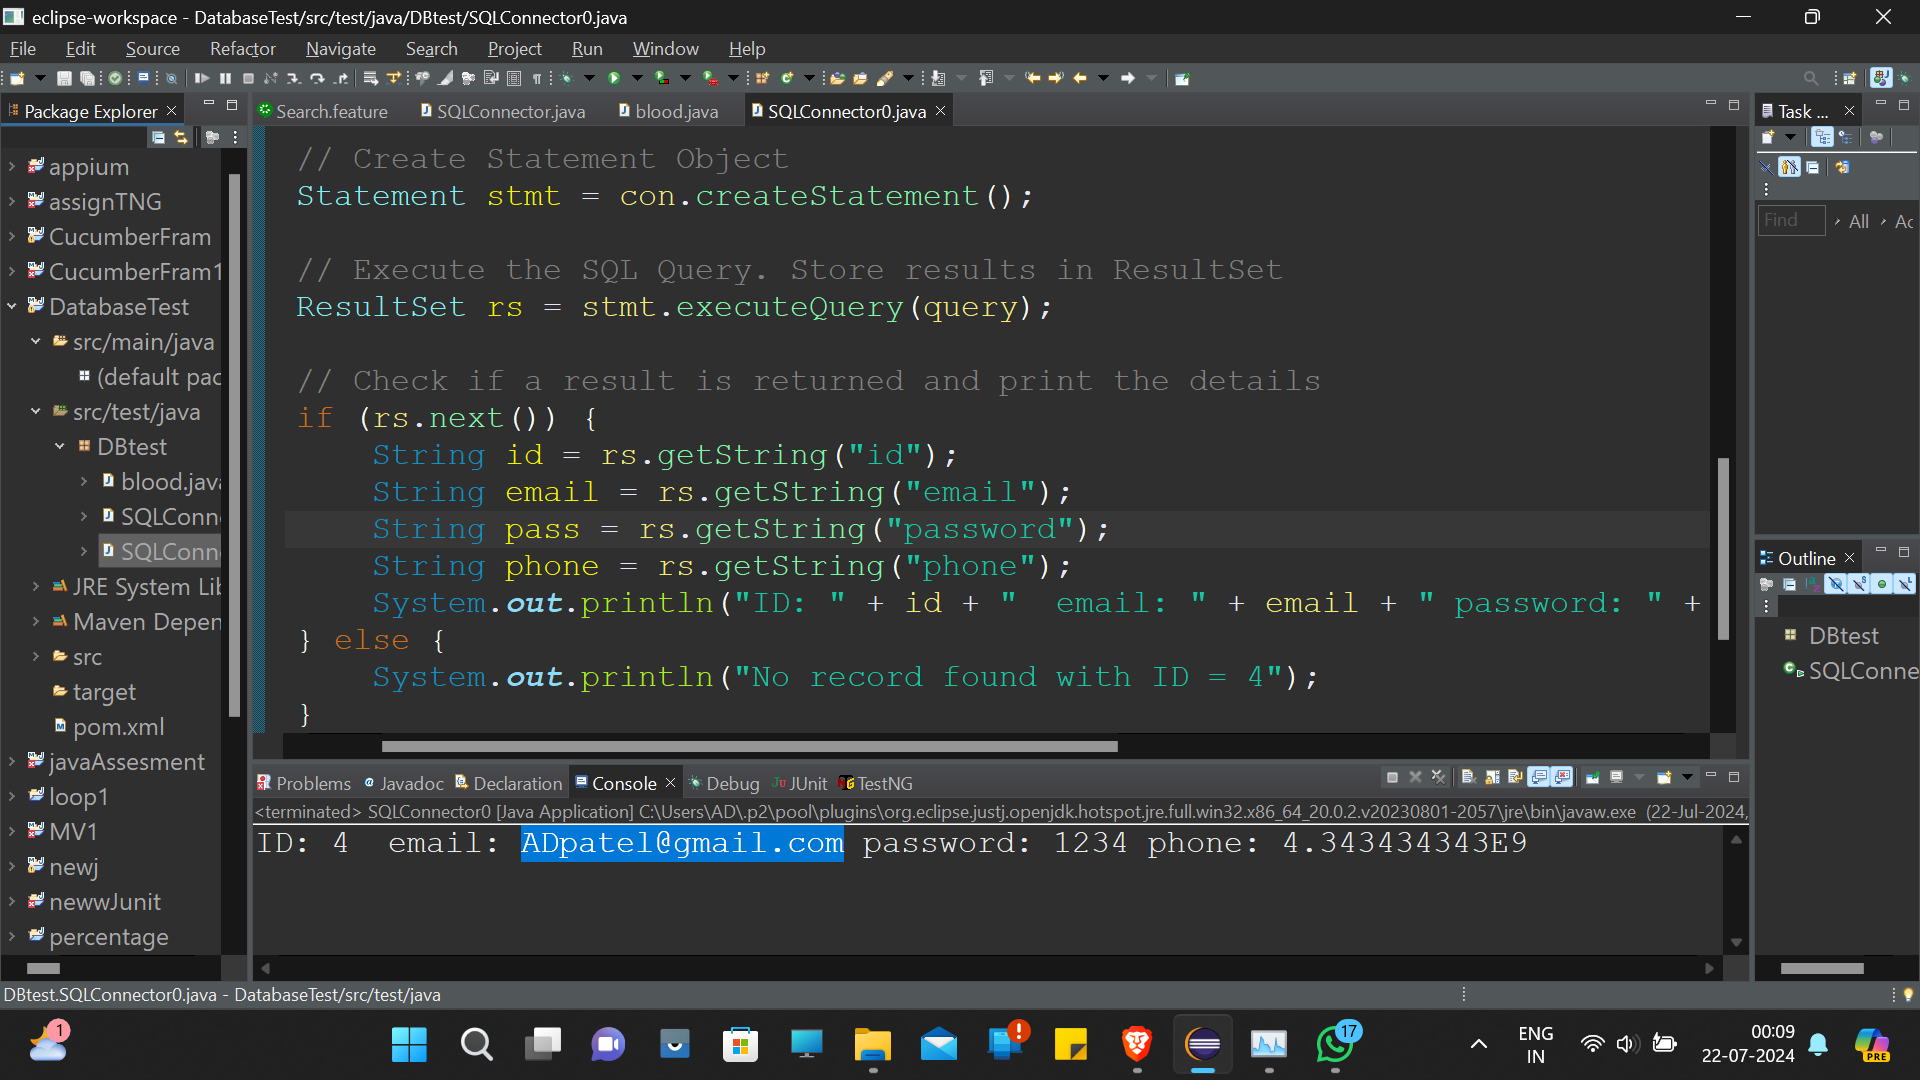 eclipse-workspace - DatabaseTest/src/test/java/DBtest/SQLConnector0.java
File Edit Source Refactor Navigate Search Project Run Window Help
Package Explorer
Search.feature SQLConnector.java blood.java SQLConnector0.java
Task ...
appium
assignTNG
CucumberFram
CucumberFram1
DatabaseTest
src/main/java
(default pac
src/test/java
DBtest
blood.java
SQLConn
SQLConn
JRE System Lib
Maven Depen
src
target
pom.xml
javaAssesment
loop1
MV1
newj
newwJunit
percentage
// Create Statement Object
Statement stmt = con.createStatement();
// Execute the SQL Query. Store results in ResultSet
ResultSet rs = stmt.executeQuery(query);
// Check if a result is returned and print the details
if (rs.next()) {
String id = rs.getString("id");
String email = rs.getString("email");
String pass = rs.getString("password");
String phone = rs.getString("phone");
System.out.println("ID: " + id + "  email: " + email + " password: " +
} else {
System.out.println("No record found with ID = 4");
}
Find All Ac
Outline
DBtest
SQLConne
Problems Javadoc Declaration Console Debug JUnit TestNG
<terminated> SQLConnector0 [Java Application] C:\Users\AD\.p2\pool\plugins\org.eclipse.justj.openjdk.hotspot.jre.full.win32.x86_64_20.0.2.v20230801-2057\jre\bin\javaw.exe (22-Jul-2024,
ID: 4  email: ADpatel@gmail.com password: 1234 phone: 4.343434343E9
DBtest.SQLConnector0.java - DatabaseTest/src/test/java
1
17
ENG
IN
00:09
22-07-2024
PRE